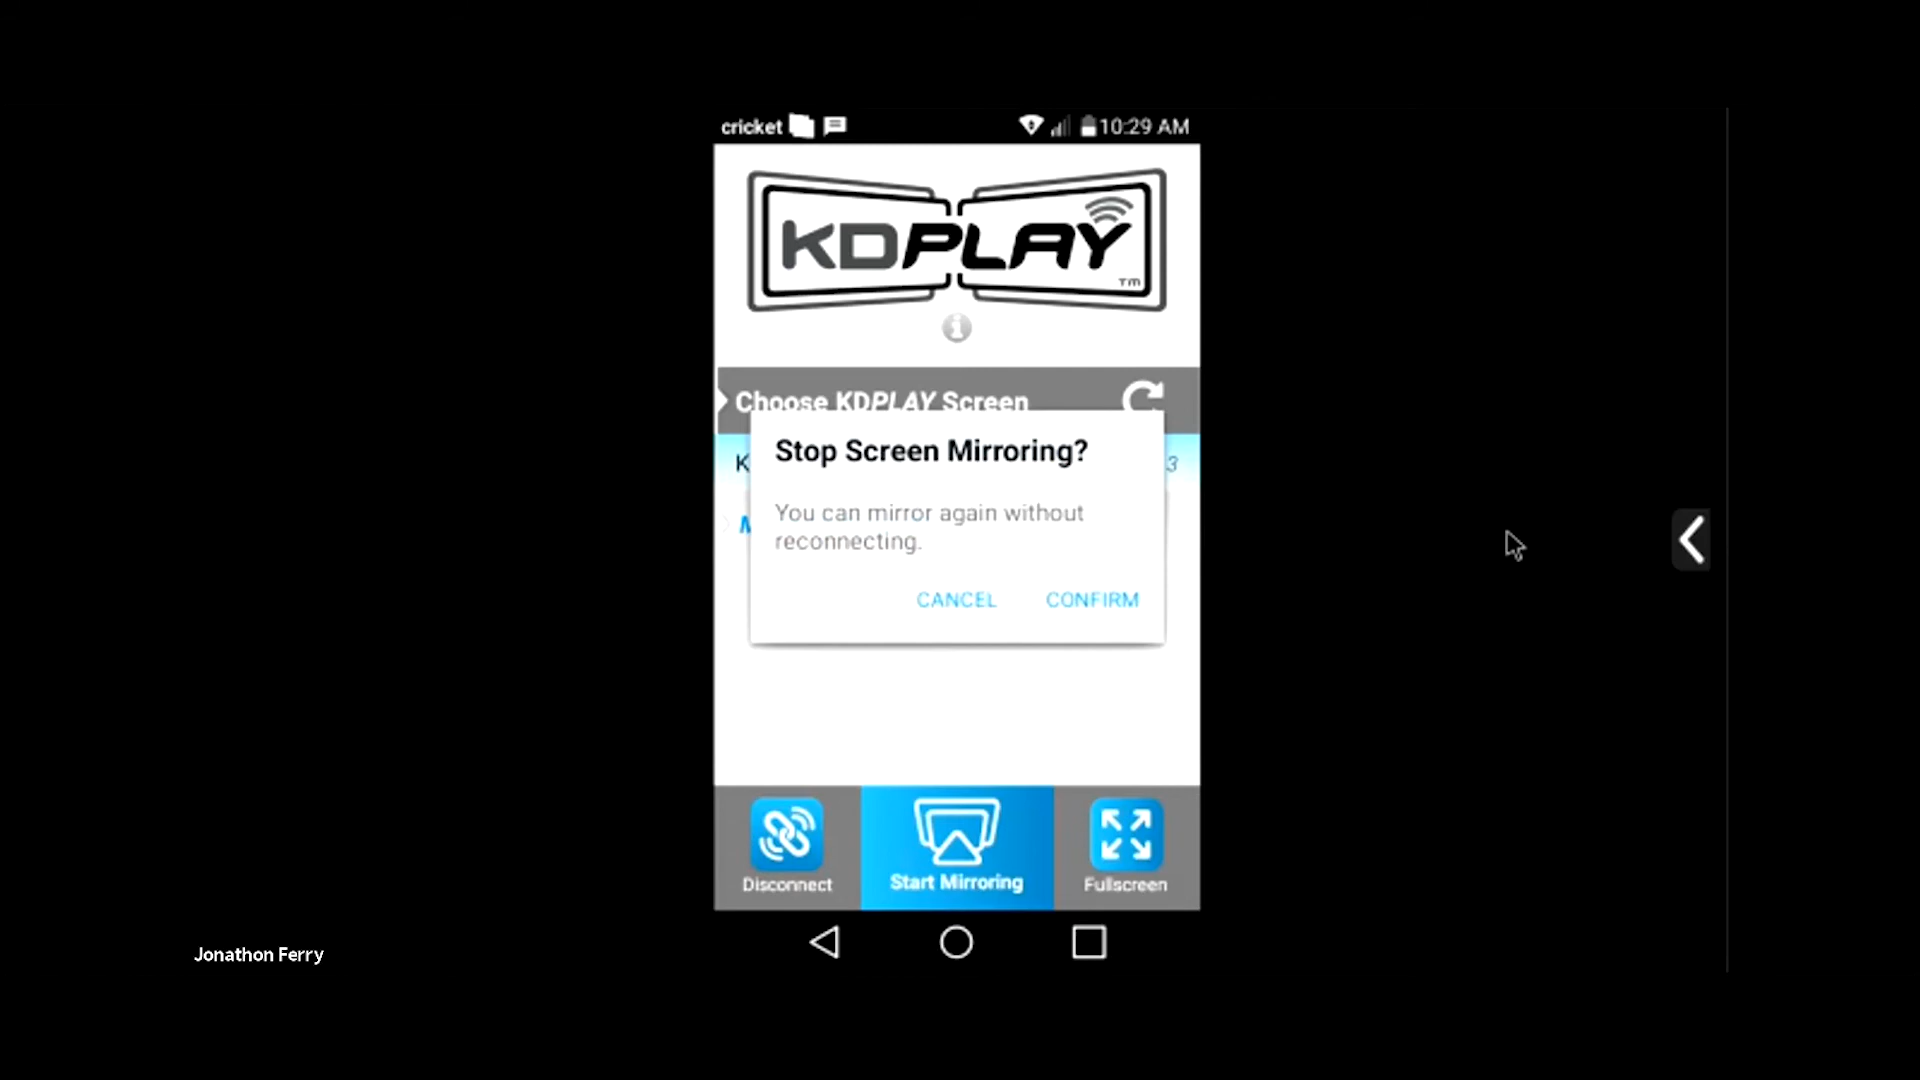 cricket 10:29 AM
KDPLAY ™
Choose KDPLAY Screen
K 3
Stop Screen Mirroring?
You can mirror again without
reconnecting.
CANCEL CONFIRM
Disconnect Start Mirroring Fullscreen
Jonathon Ferry